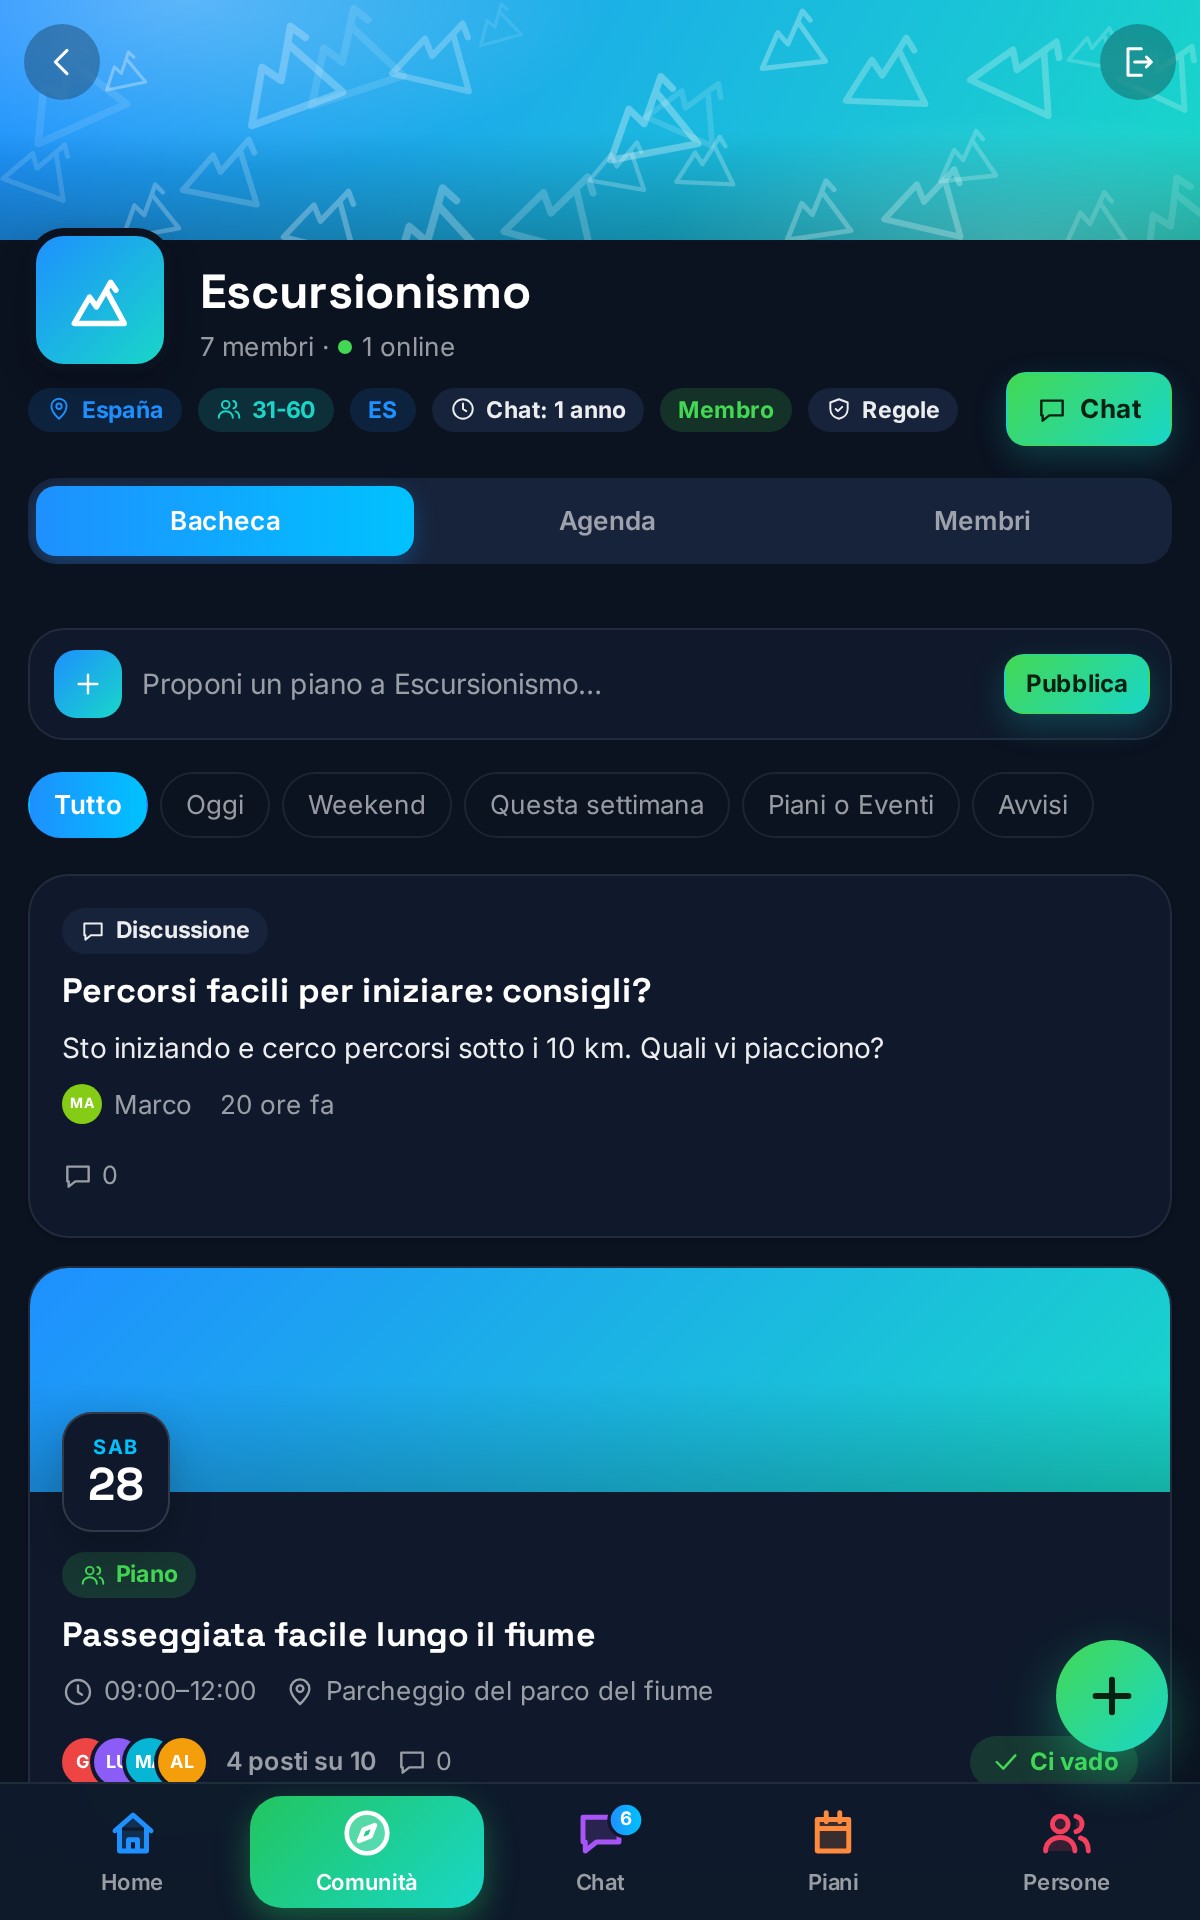 Escursionismo
7 membri · 1 online
España 31-60 ES Chat: 1 anno Membro Regole Chat
Bacheca Agenda Membri
Proponi un piano a Escursionismo... Pubblica
Tutto Oggi Weekend Questa settimana Piani o Eventi Avvisi
Discussione
Percorsi facili per iniziare: consigli?
Sto iniziando e cerco percorsi sotto i 10 km. Quali vi piacciono?
MA Marco 20 ore fa
0
SAB
28
Piano
Passeggiata facile lungo il fiume
09:00–12:00 Parcheggio del parco del fiume
AL 4 posti su 10 0 Ci vado
6
Home Comunità Chat Piani Persone